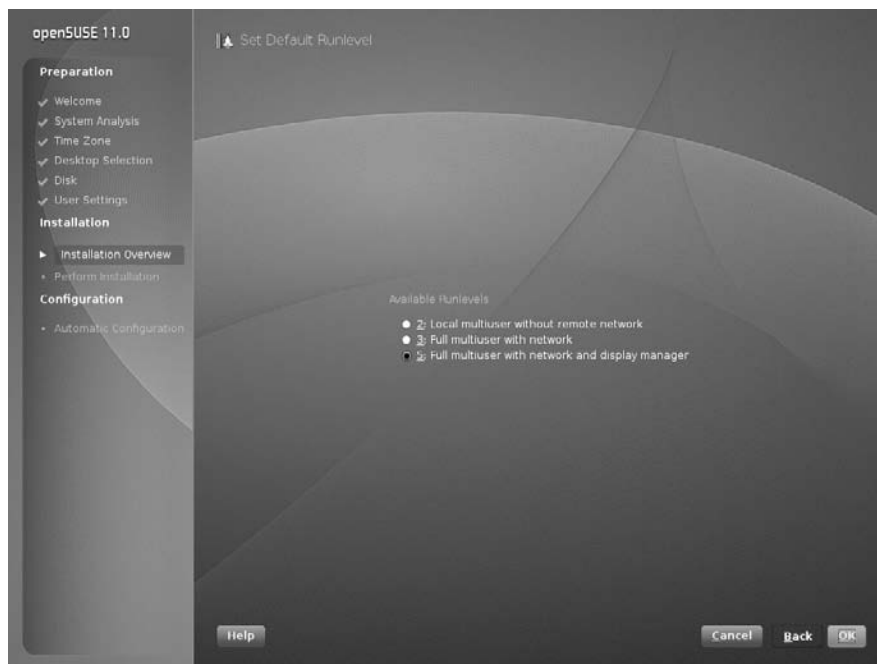 openSUSE 11.0
Set Default Runlevel
Preparation
Welcome
System Analysis
Time Zone
Desktop Selection
Disk
User Settings
Installation
Installation Overview
Perform Installation
Configuration
Automatic Configuration
Available Runlevels
2: Local multiuser without remote network
3: Full multiuser with network
5: Full multiuser with network and display manager
Help
Cancel
Back
OK